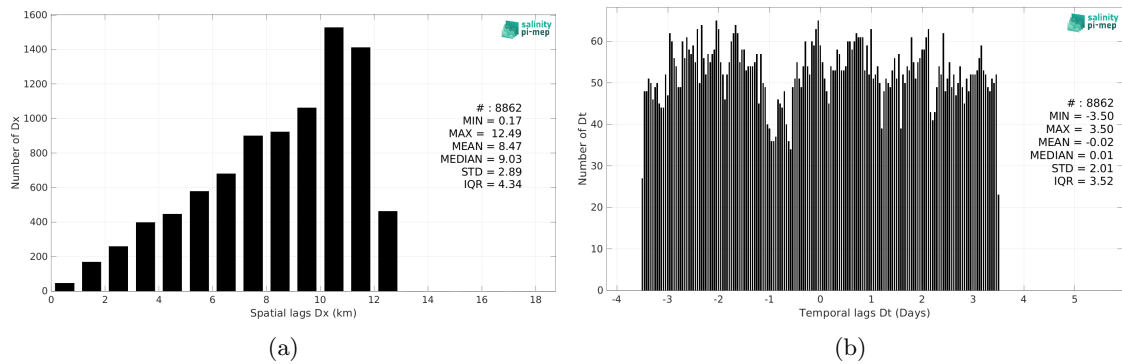 1600
1400
1200
1000
800
600
400
200
0
Number of Dx
0 2 4 6 8 10 12 14 16 18
Spatial lags Dx (km)
salinity
pi-mep
# : 8862
MIN = 0.17
MAX = 12.49
MEAN = 8.47
MEDIAN = 9.03
STD = 2.89
IQR = 4.34
(a)
60
50
40
30
20
10
0
Number of Dt
-4 -3 -2 -1 0 1 2 3 4 5
Temporal lags Dt (Days)
salinity
pi-mep
# : 8862
MIN = -3.50
MAX = 3.50
MEAN = -0.02
MEDIAN = 0.01
STD = 2.01
IQR = 3.52
(b)